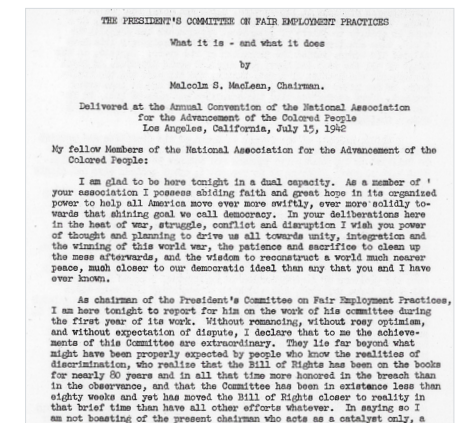 THE PRESIDENT'S COMMITTEE ON FAIR EMPLOYMENT PRACTICES
What it is - and what it does
by
Malcolm S. MacLean, Chairman.
Delivered at the Annual Convention of the National Association
for the Advancement of the Colored People
Los Angeles, California, July 15, 1942
My fellow Members of the National Association for the Advancement of the
Colored People:
I am glad to be here tonight in a dual capacity. As a member of '
your association I possess abiding faith and great hope in its organized
power to help all America move ever more swiftly, ever more solidly to-
wards that shining goal we call democracy. In your deliberations here
in the heat of war, struggle, conflict and disruption I wish you power
of thought and planning to drive us all towards unity, integration and
the winning of this world war, the patience and sacrifice to clean up
the mess afterwards, and the wisdom to reconstruct a world much nearer
peace, much closer to our democratic ideal than any that you and I have
ever known.
As chairman of the President's Committee on Fair Employment Practices,
I am here tonight to report for him on the work of his committee during
the first year of its work. Without romancing, without rosy optimism,
and without expectation of dispute, I declare that to me the achieve-
ments of this Committee are extraordinary. They lie far beyond what
might have been properly expected by people who know the realities of
discrimination, who realize that the Bill of Rights has been on the books
for nearly 80 years and in all that time more honored in the breach than
in the observance, and that the Committee has been in existence less than
eighty weeks and yet has moved the Bill of Rights closer to reality in
that brief time than have all other efforts whatever. In saying so I
am not boasting of the present chairman who acts as a catalyst only, a